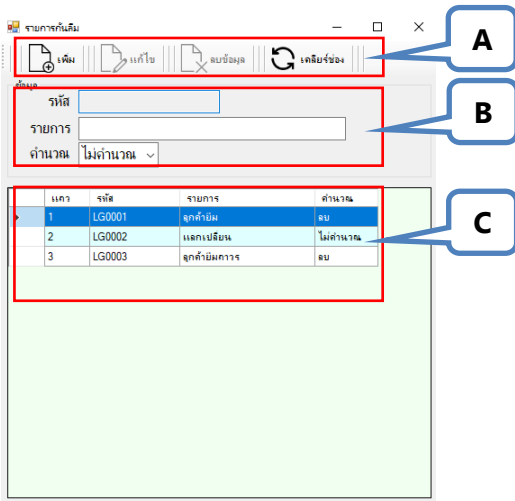 รายการกันลืม
เพิ่ม แก้ไข ลบข้อมูล เคลียร์ช่อง
A
ข้อมูล
รหัส
B
รายการ
คำนวณ ไม่คำนวณ
แถว รหัส รายการ คำนวณ
1 LG0001 ลูกค้ายืม ลบ
C
2 LG0002 แลกเปลี่ยน ไม่คำนวณ
3 LG0003 ลูกค้ายืมถาวร ลบ